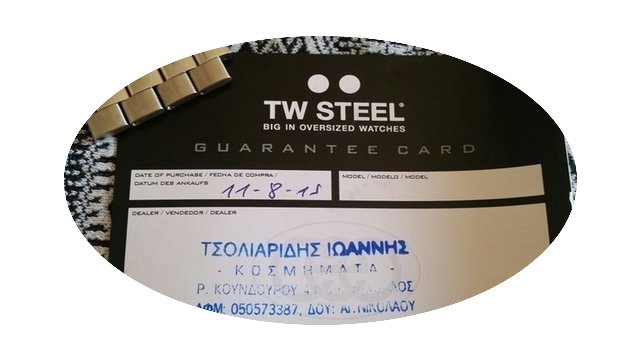 TW STEEL®
BIG IN OVERSIZED WATCHES
GUARANTEE CARD
DATE OF PURCHASE / FECHA DE COMPRA /
DATUM DES ANKAUFS 11-8-15
MODEL / MODELO / MODEL
DEALER / VENDEDOR / DEALER
ΤΣΟΛΙΑΡΙΔΗΣ ΙΩΑΝΝΗΣ
- ΚΟΣΜΗΜΑΤΑ -
Ρ. ΚΟΥΝΔΟΥΡΟΥ
ΑΦΜ: 050573387, ΔΟΥ: ΑΓ.ΝΙΚΟΛΑΟΥ